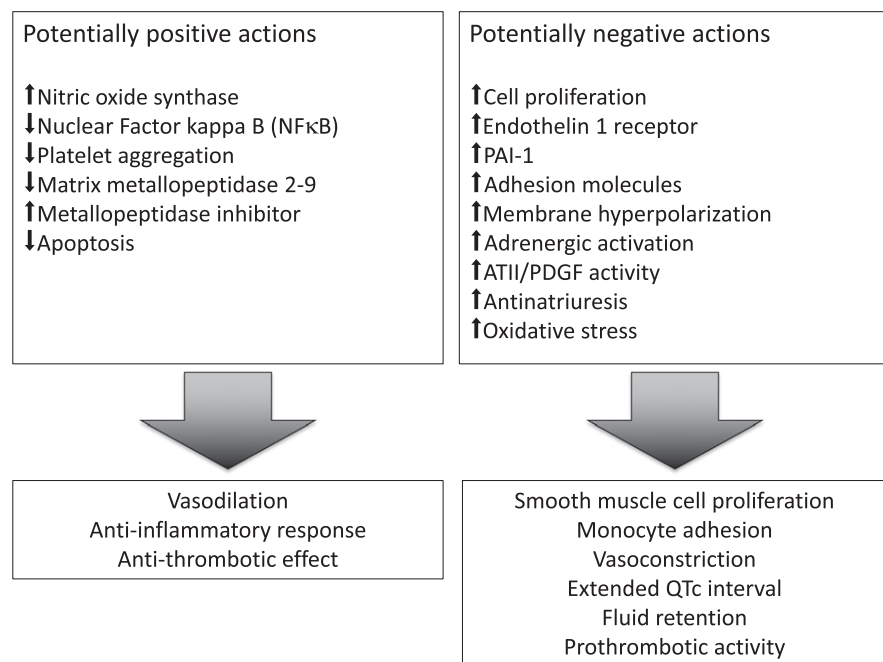 Potentially positive actions
⬆Nitric oxide synthase
⬇Nuclear Factor kappa B (NFκB)
⬇Platelet aggregation
⬇Matrix metallopeptidase 2-9
⬆Metallopeptidase inhibitor
⬇Apoptosis
Potentially negative actions
⬆Cell proliferation
⬆Endothelin 1 receptor
⬆PAI-1
⬆Adhesion molecules
⬆Membrane hyperpolarization
⬆Adrenergic activation
⬆ATII/PDGF activity
⬆Antinatriuresis
⬆Oxidative stress
Vasodilation
Anti-inflammatory response
Anti-thrombotic effect
Smooth muscle cell proliferation
Monocyte adhesion
Vasoconstriction
Extended QTc interval
Fluid retention
Prothrombotic activity